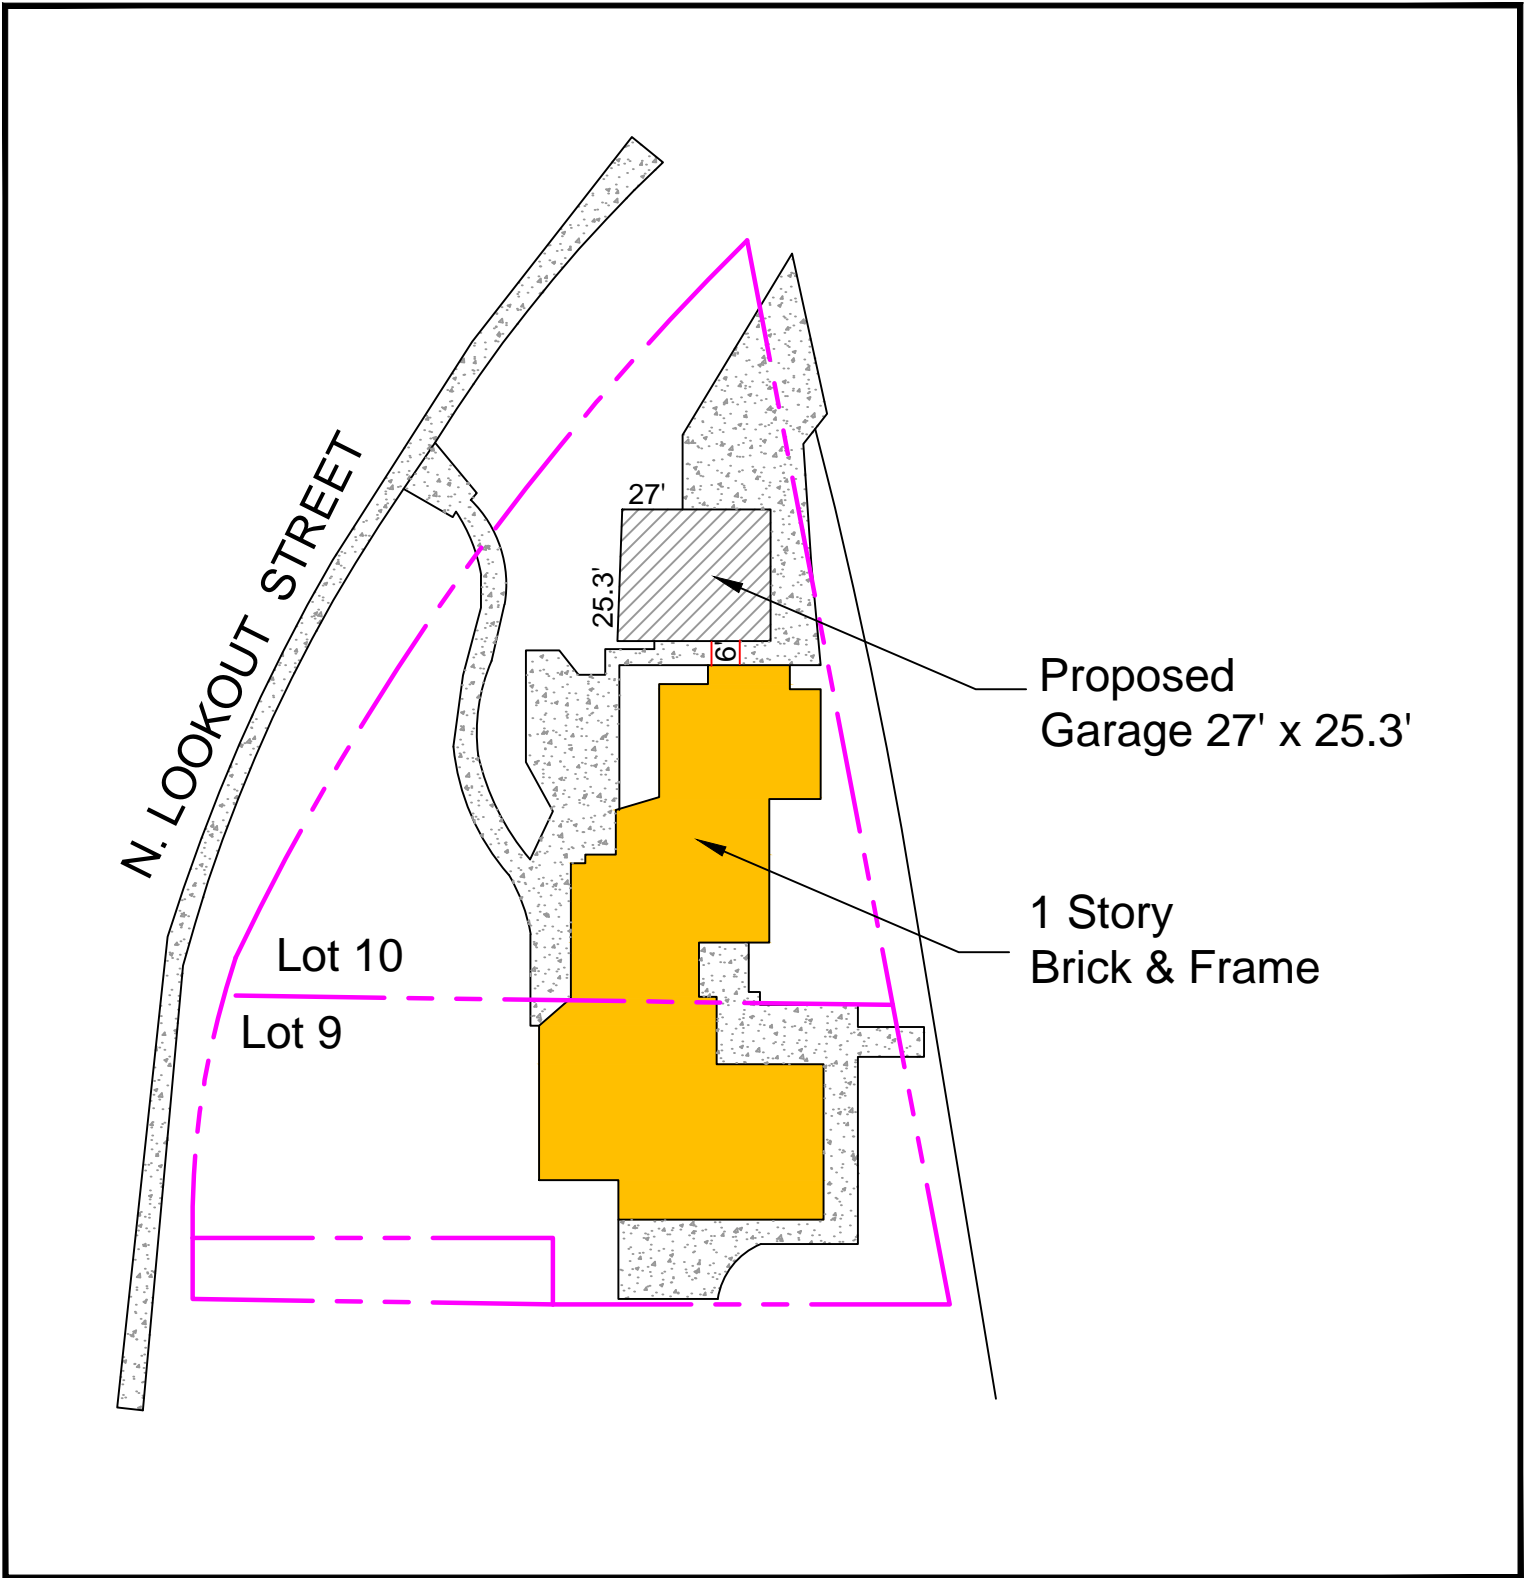 N. LOOKOUT STREET
27'
25.3'
6'
Proposed
Garage 27' x 25.3'
1 Story
Brick & Frame
Lot 10
Lot 9